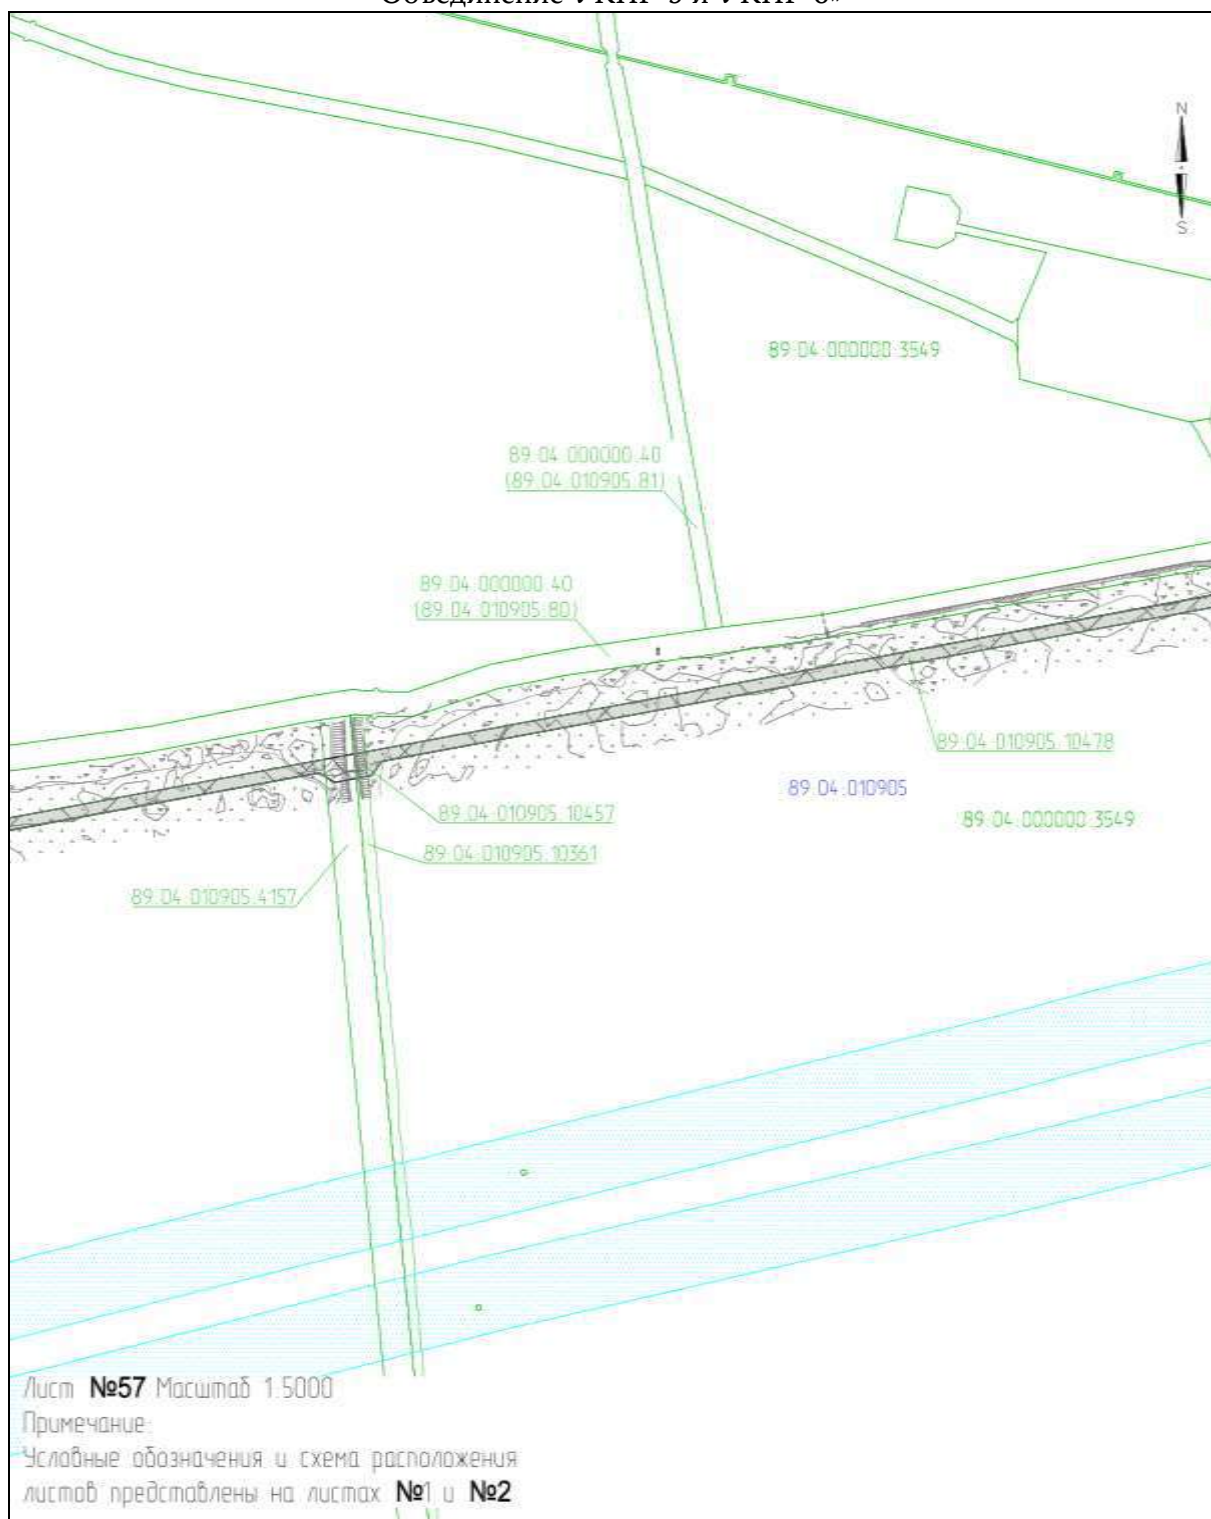 N
S
89:04:000000:3549
89:04:000000:40
(89:04:010905:81)
89:04:000000:40
(89:04:010905:80)
89:04:010905:10478
89:04:010905
89:04:000000:3549
89:04:010905:10457
89:04:010905:10361
89:04:010905:4157
Лист №57 Масштаб 1:5000
Примечание:
Условные обозначения и схема расположения
листов представлены на листах №1 и №2